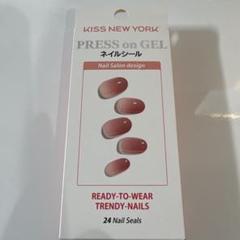 KISS NEW YORK
PRESS on GEL
ネイルシール
Nail Salon design
READY-TO-WEAR
TRENDY-NAILS
24 Nail Seals